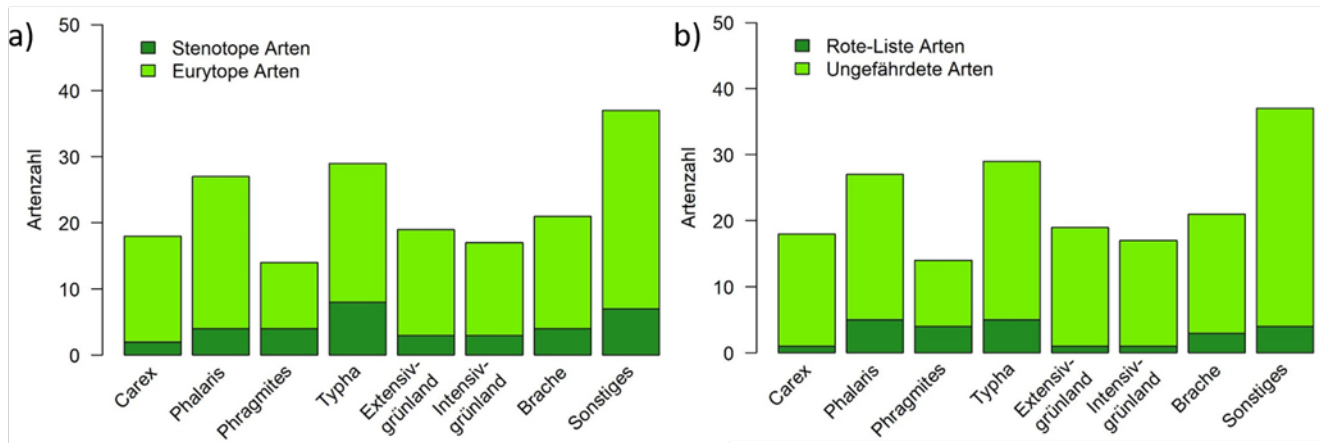 a)
Stenotope Arten
Eurytope Arten
Artenzahl
50
40
30
20
10
0
Carex
Phalaris
Phragmites
Typha
Extensiv-
grünland
Intensiv-
grünland
Brache
Sonstiges
b)
Rote-Liste Arten
Ungefährdete Arten
Artenzahl
50
40
30
20
10
0
Carex
Phalaris
Phragmites
Typha
Extensiv-
grünland
Intensiv-
grünland
Brache
Sonstiges